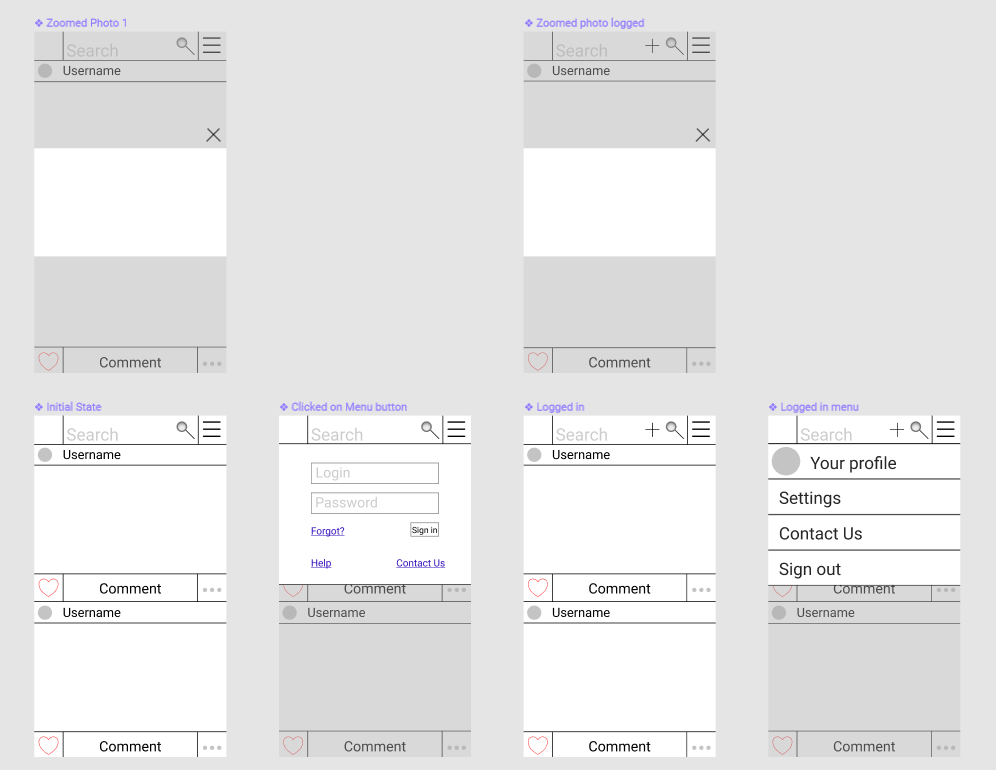 Zoomed Photo 1
Search
Username
Comment
Zoomed photo logged
Search
Username
Comment
Initial State
Search
Username
Comment
Username
Comment
Clicked on Menu button
Search
Login
Password
Forgot?
Sign in
Help
Contact Us
Comment
Username
Comment
Logged in
Search
Username
Comment
Username
Comment
Logged in menu
Search
Your profile
Settings
Contact Us
Sign out
Comment
Username
Comment